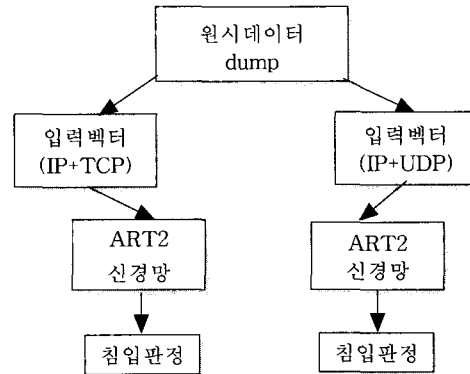 원시데이터
dump
입력벡터
(IP+TCP)
입력벡터
(IP+UDP)
ART2
신경망
ART2
신경망
침입판정
침입판정